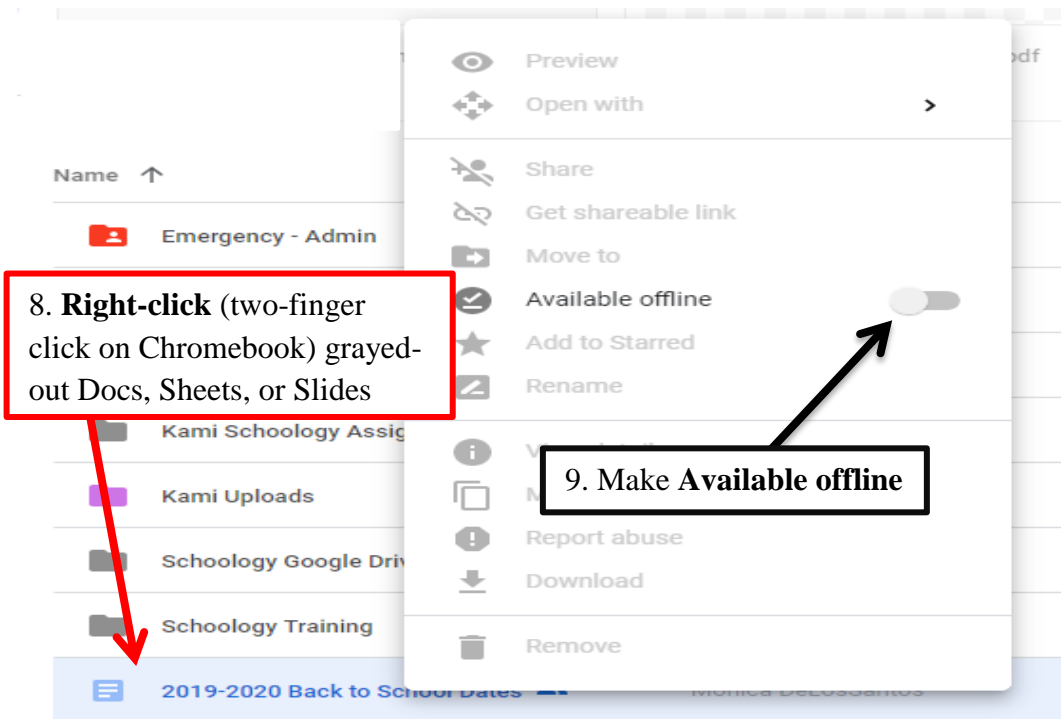 Preview
Open with
Name
Share
Get shareable link
Emergency - Admin
Move to
8. Right-click (two-finger
click on Chromebook) grayed-
out Docs, Sheets, or Slides
Available offline
Add to Starred
Rename
Kami Schoology Assig
9. Make Available offline
Kami Uploads
Report abuse
Schoology Google Driv
Download
Schoology Training
Remove
2019-2020 Back to School Dates
Monica DeLosSantos